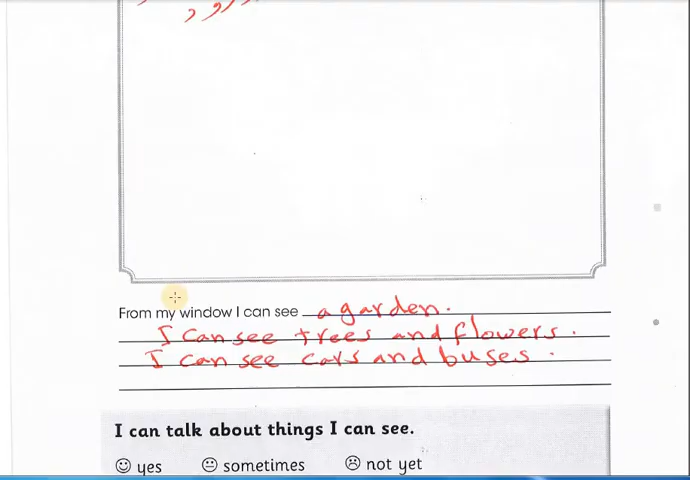 From my window I can see a garden.
I can see trees and flowers.
I can see cars and buses.
I can talk about things I can see.
yes sometimes not yet